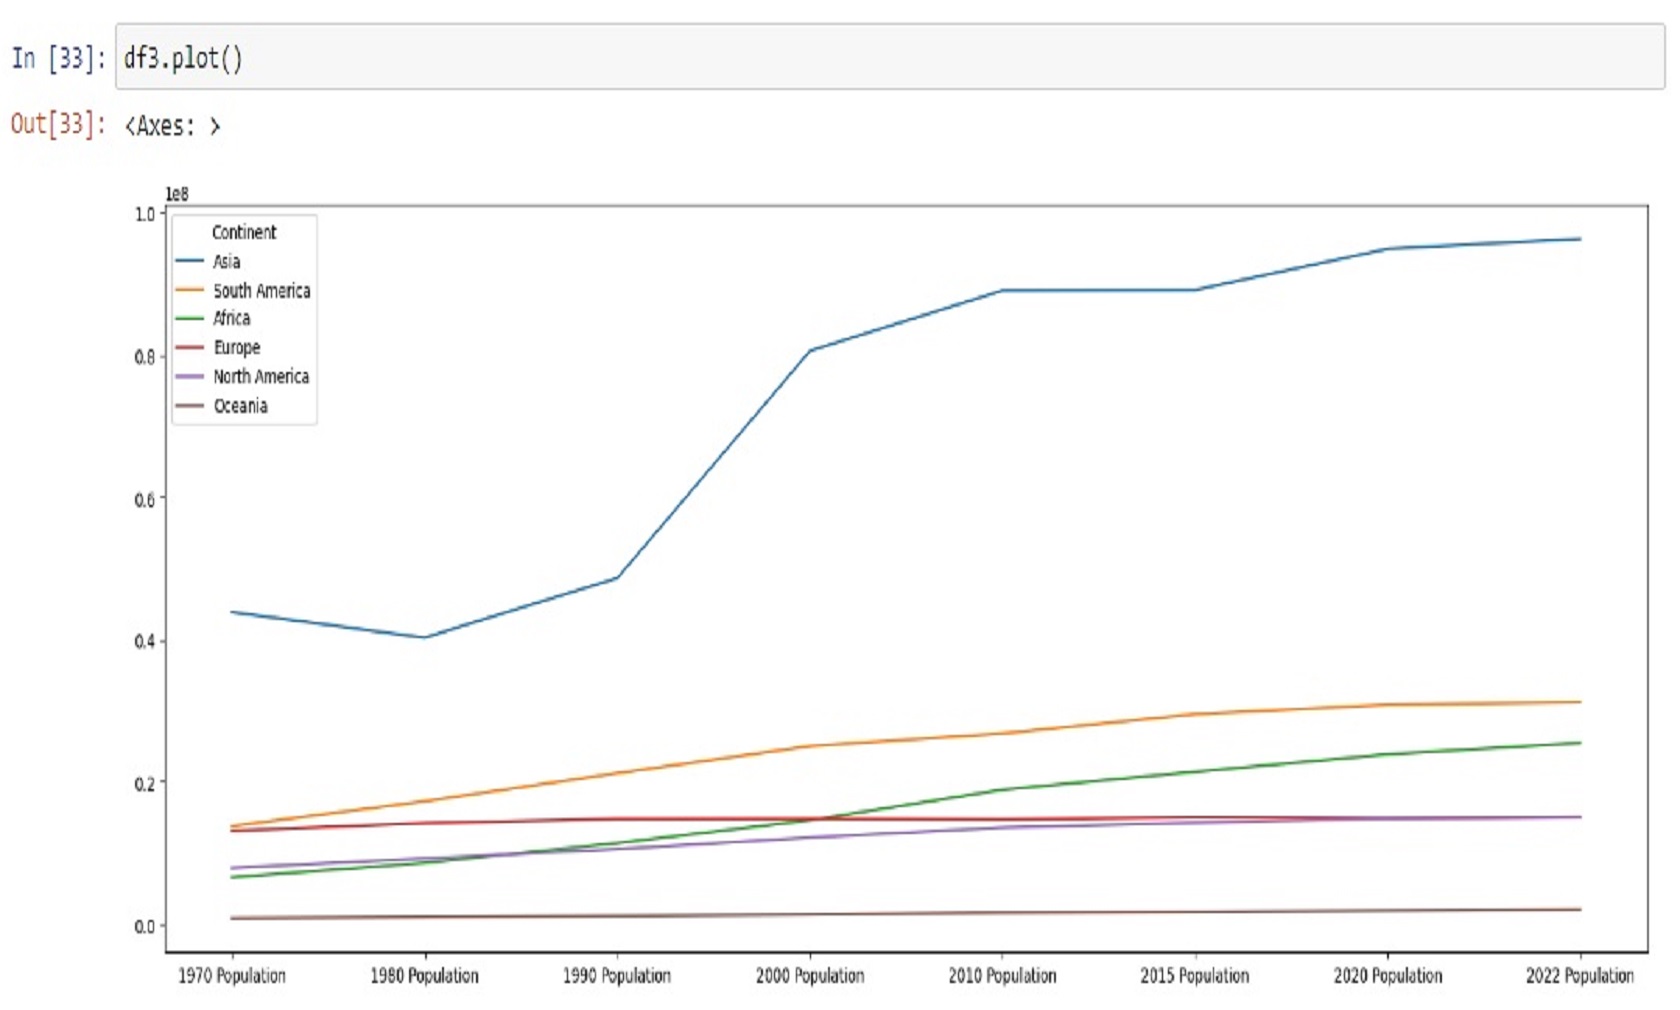 In [33]: df3.plot()
Out[33]: <Axes: >
1e8
1.0
Continent
Asia
South America
Africa
Europe
North America
Oceania
0.8
0.6
0.4
0.2
0.0
1970 Population 1980 Population 1990 Population 2000 Population 2010 Population 2015 Population 2020 Population 2022 Population